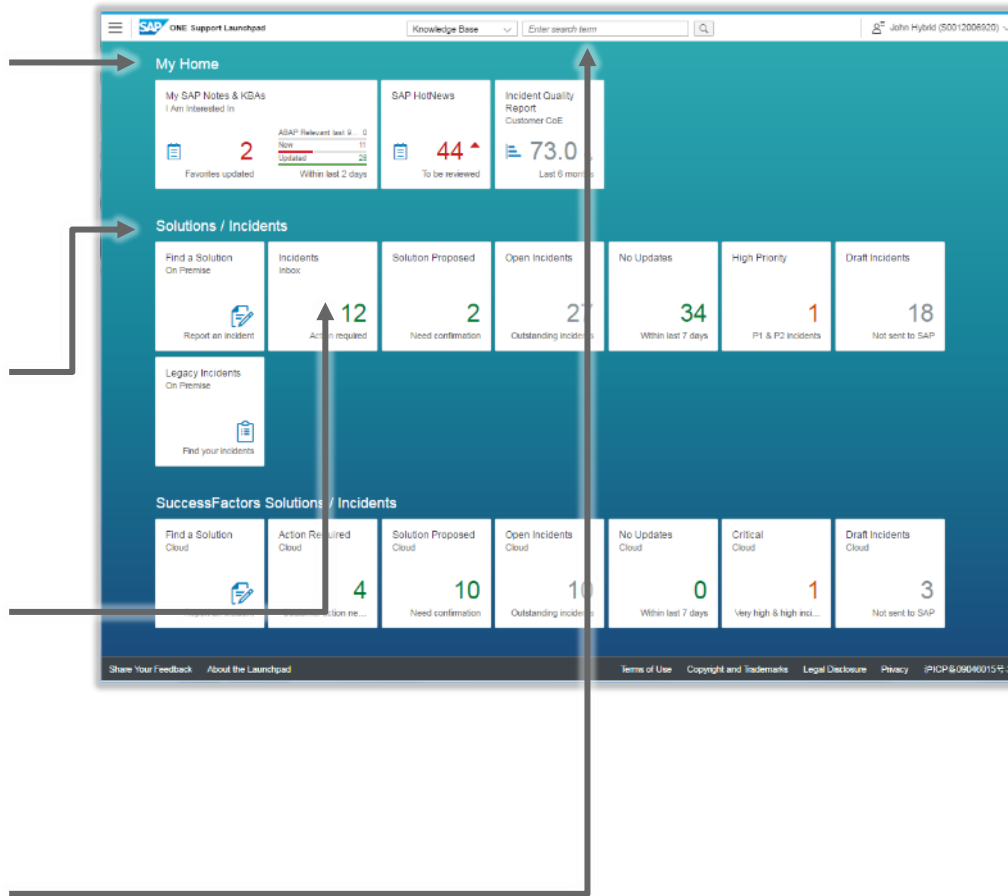 SAP ONE Support Launchpad
Knowledge Base
Enter search term
John Hybrid (S0012006920)
My Home
My SAP Notes & KBAs
I Am Interested In
ABAP Relevant last 9... 0
New 11
Updated 28
2
Favorites updated
Within last 2 days
SAP HotNews
44
To be reviewed
Incident Quality
Report
Customer CoE
73.0
Last 6 months
Solutions / Incidents
Find a Solution
On Premise
Report an incident
Incidents
Inbox
12
Action required
Solution Proposed
2
Need confirmation
Open Incidents
27
Outstanding incidents
No Updates
34
Within last 7 days
High Priority
1
P1 & P2 incidents
Draft Incidents
18
Not sent to SAP
Legacy Incidents
On Premise
Find your incidents
SuccessFactors Solutions / Incidents
Find a Solution
Cloud
Action Required
Cloud
4
Solution Proposed
Cloud
10
Need confirmation
Open Incidents
Cloud
10
Outstanding incidents
No Updates
Cloud
0
Within last 7 days
Critical
Cloud
1
Very high & high inci...
Draft Incidents
Cloud
3
Not sent to SAP
Share Your Feedback
About the Launchpad
Terms of Use
Copyright and Trademarks
Legal Disclosure
Privacy